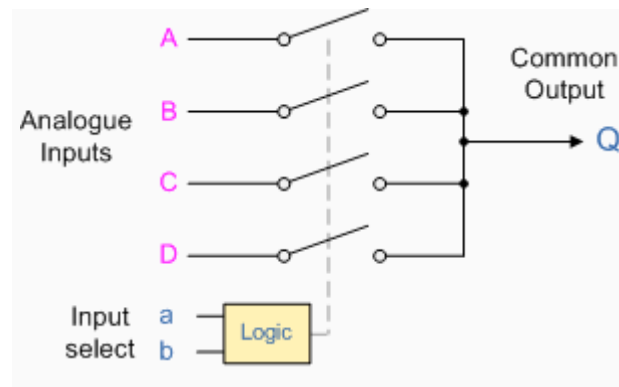 A
Common
Output
B
Analogue
Inputs
Q
C
D
Input
select
a
b
Logic